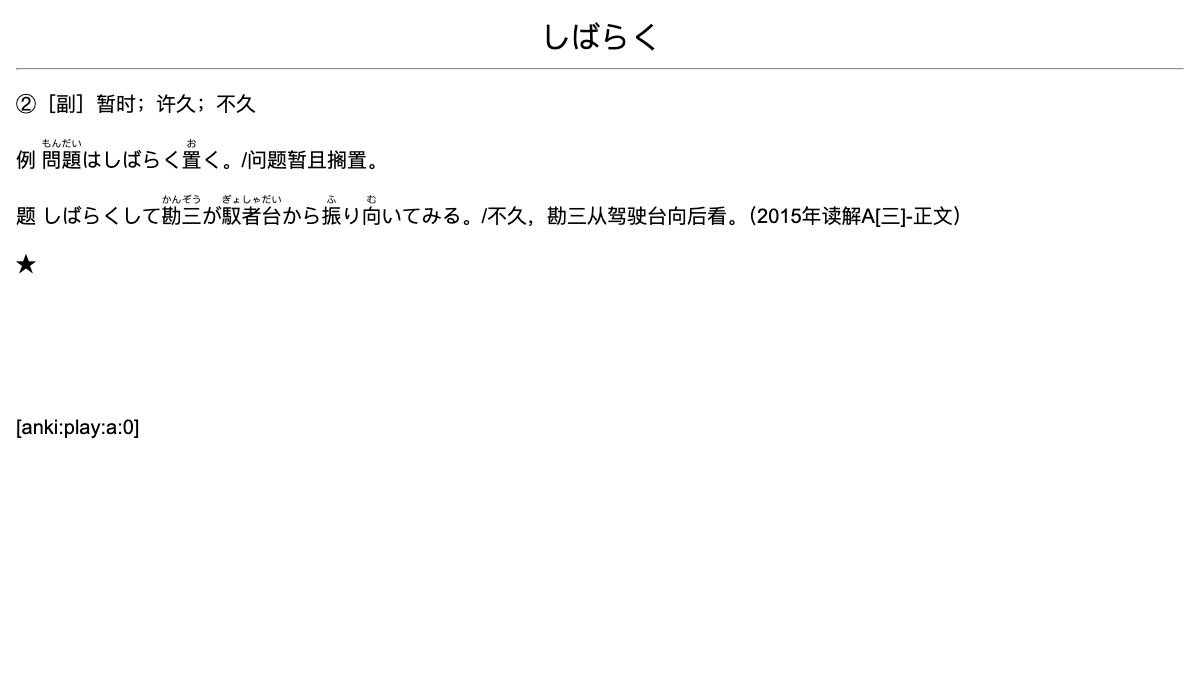 しばらく
②［副］暂时；许久；不久
もんだい お
例 問題はしばらく置く。/问题暂且搁置。
かんぞう ぎょしゃだい ふ む
题 しばらくして勘三が馭者台から振り向いてみる。/不久，勘三从驾驶台向后看。（2015年读解A[三]-正文）
★
[anki:play:a:0]